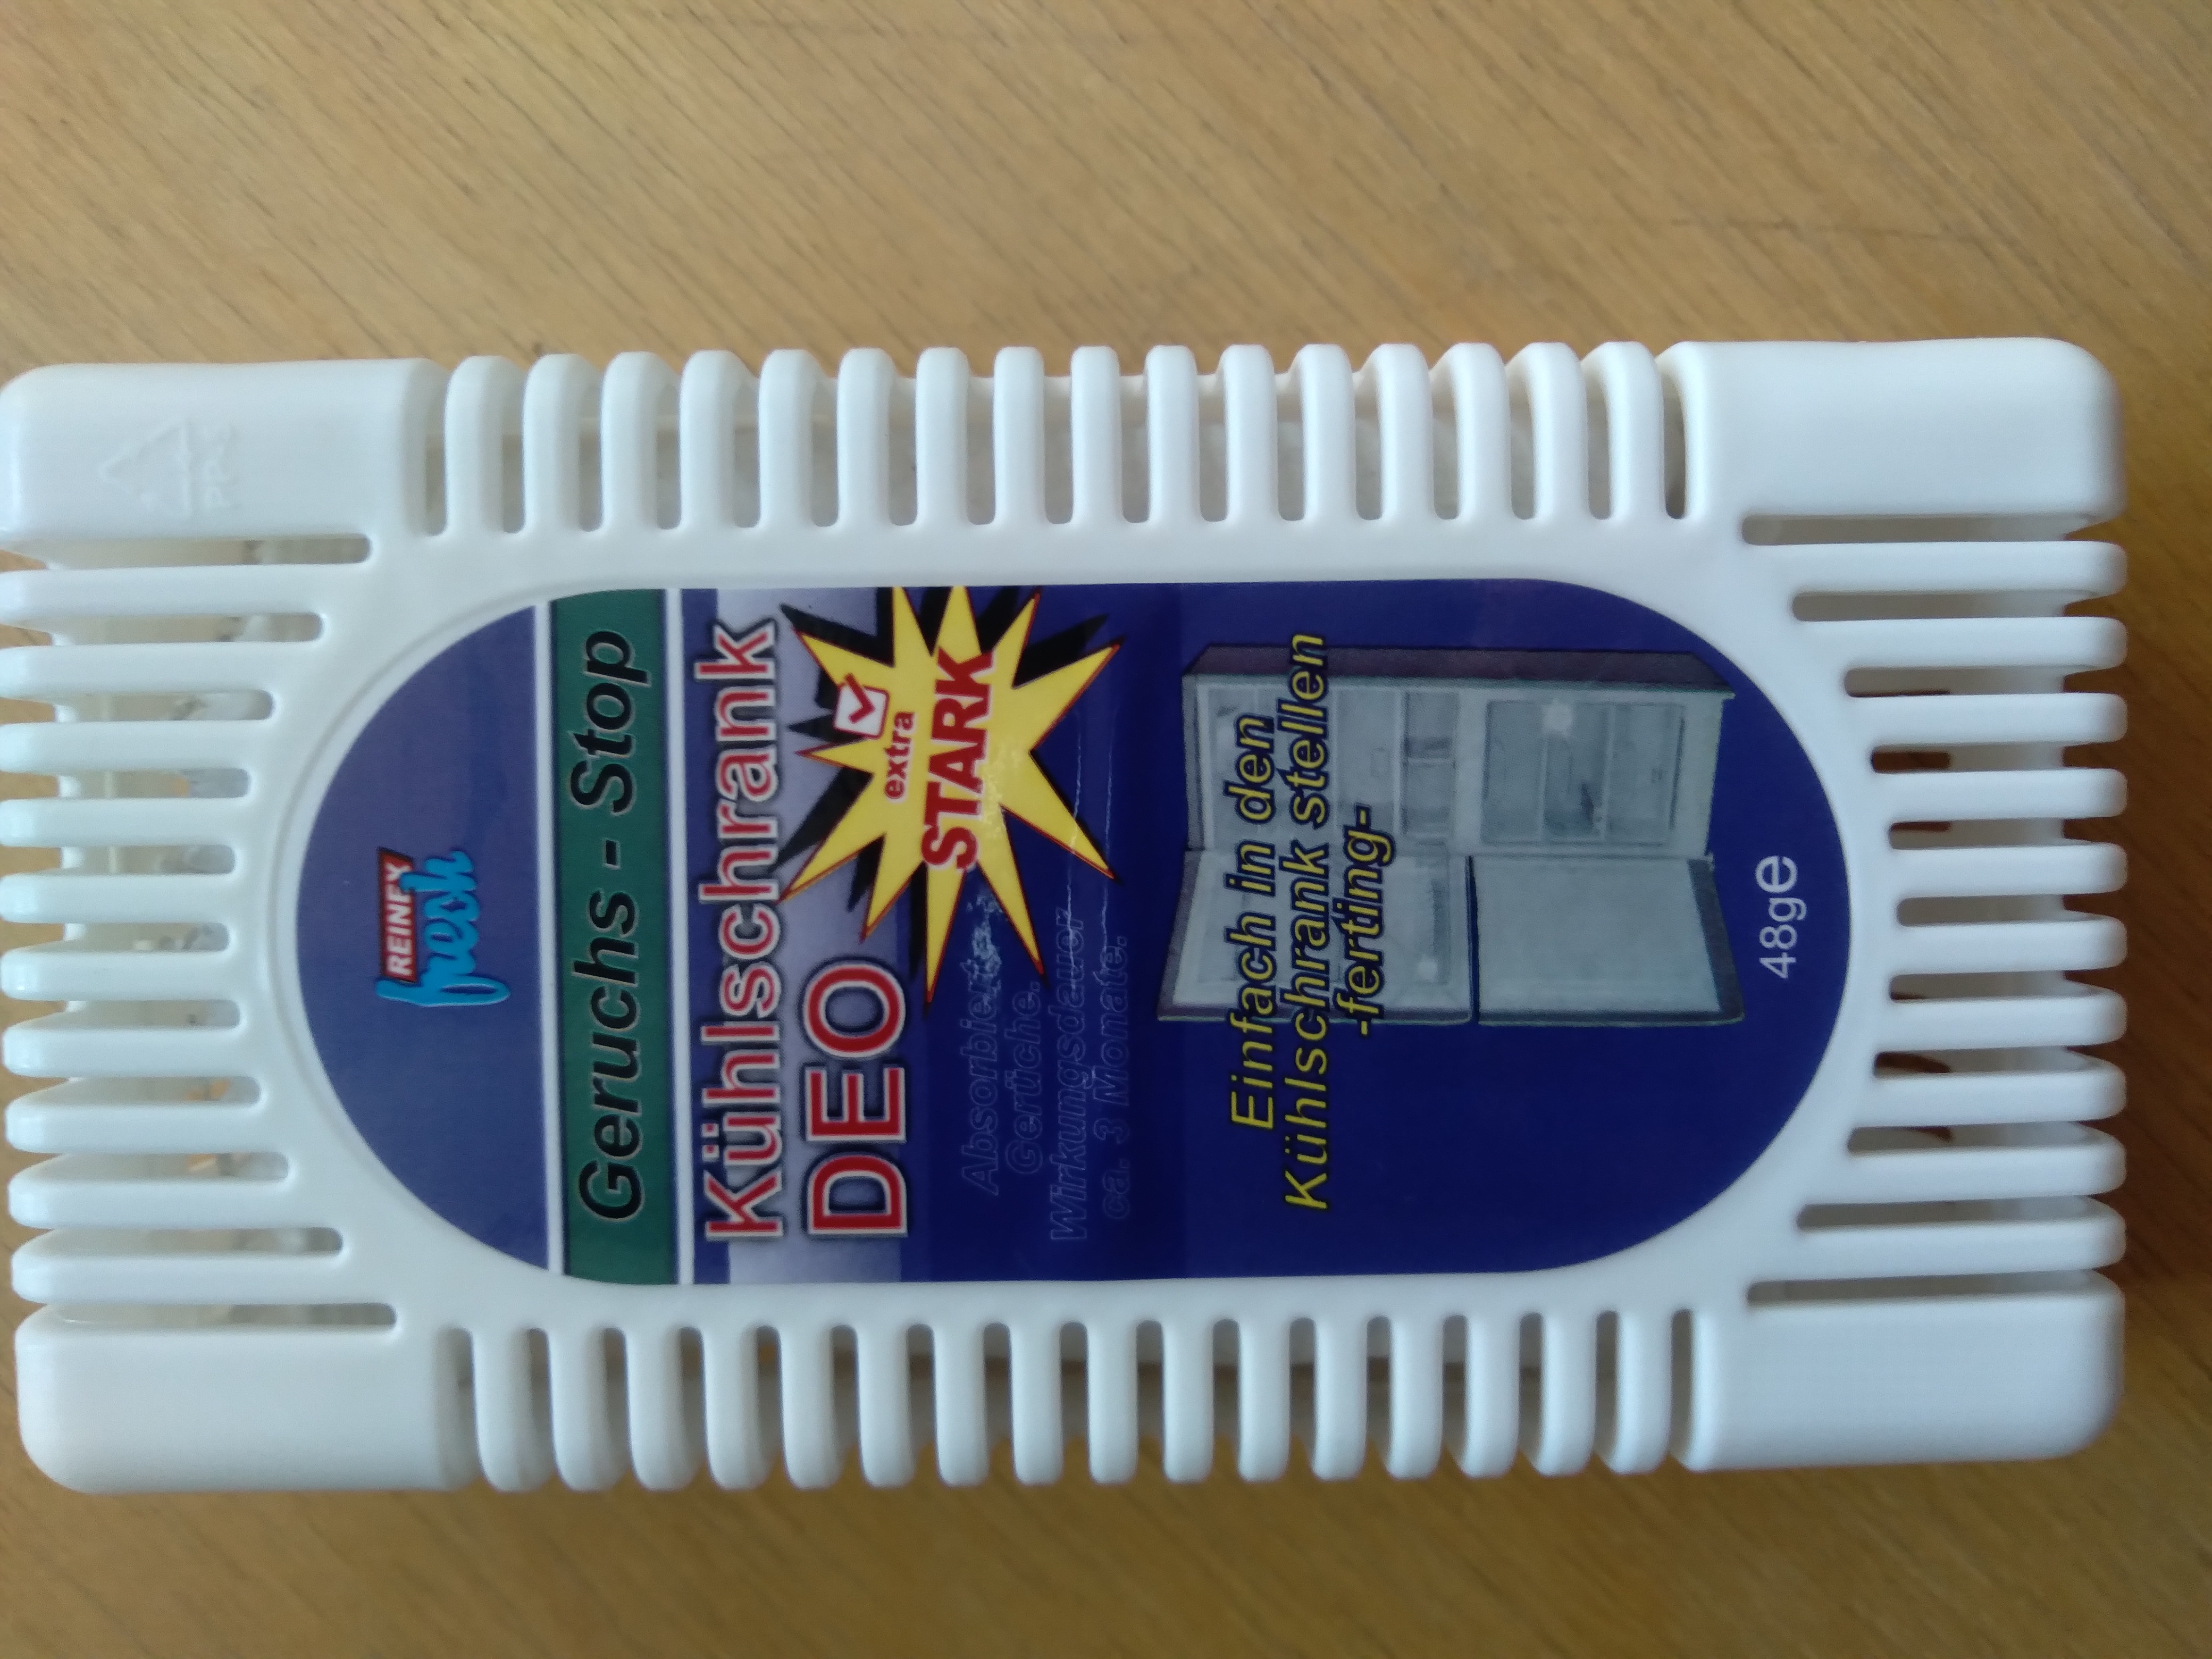 REINEX
fresh
Geruchs - Stop
Kühlschrank
DEO
extra
STARK
Absorbiert
Gerüche.
Wirkungsdauer
ca. 3 Monate.
Einfach in den
Kühlschrank stellen
-ferting-
48ge